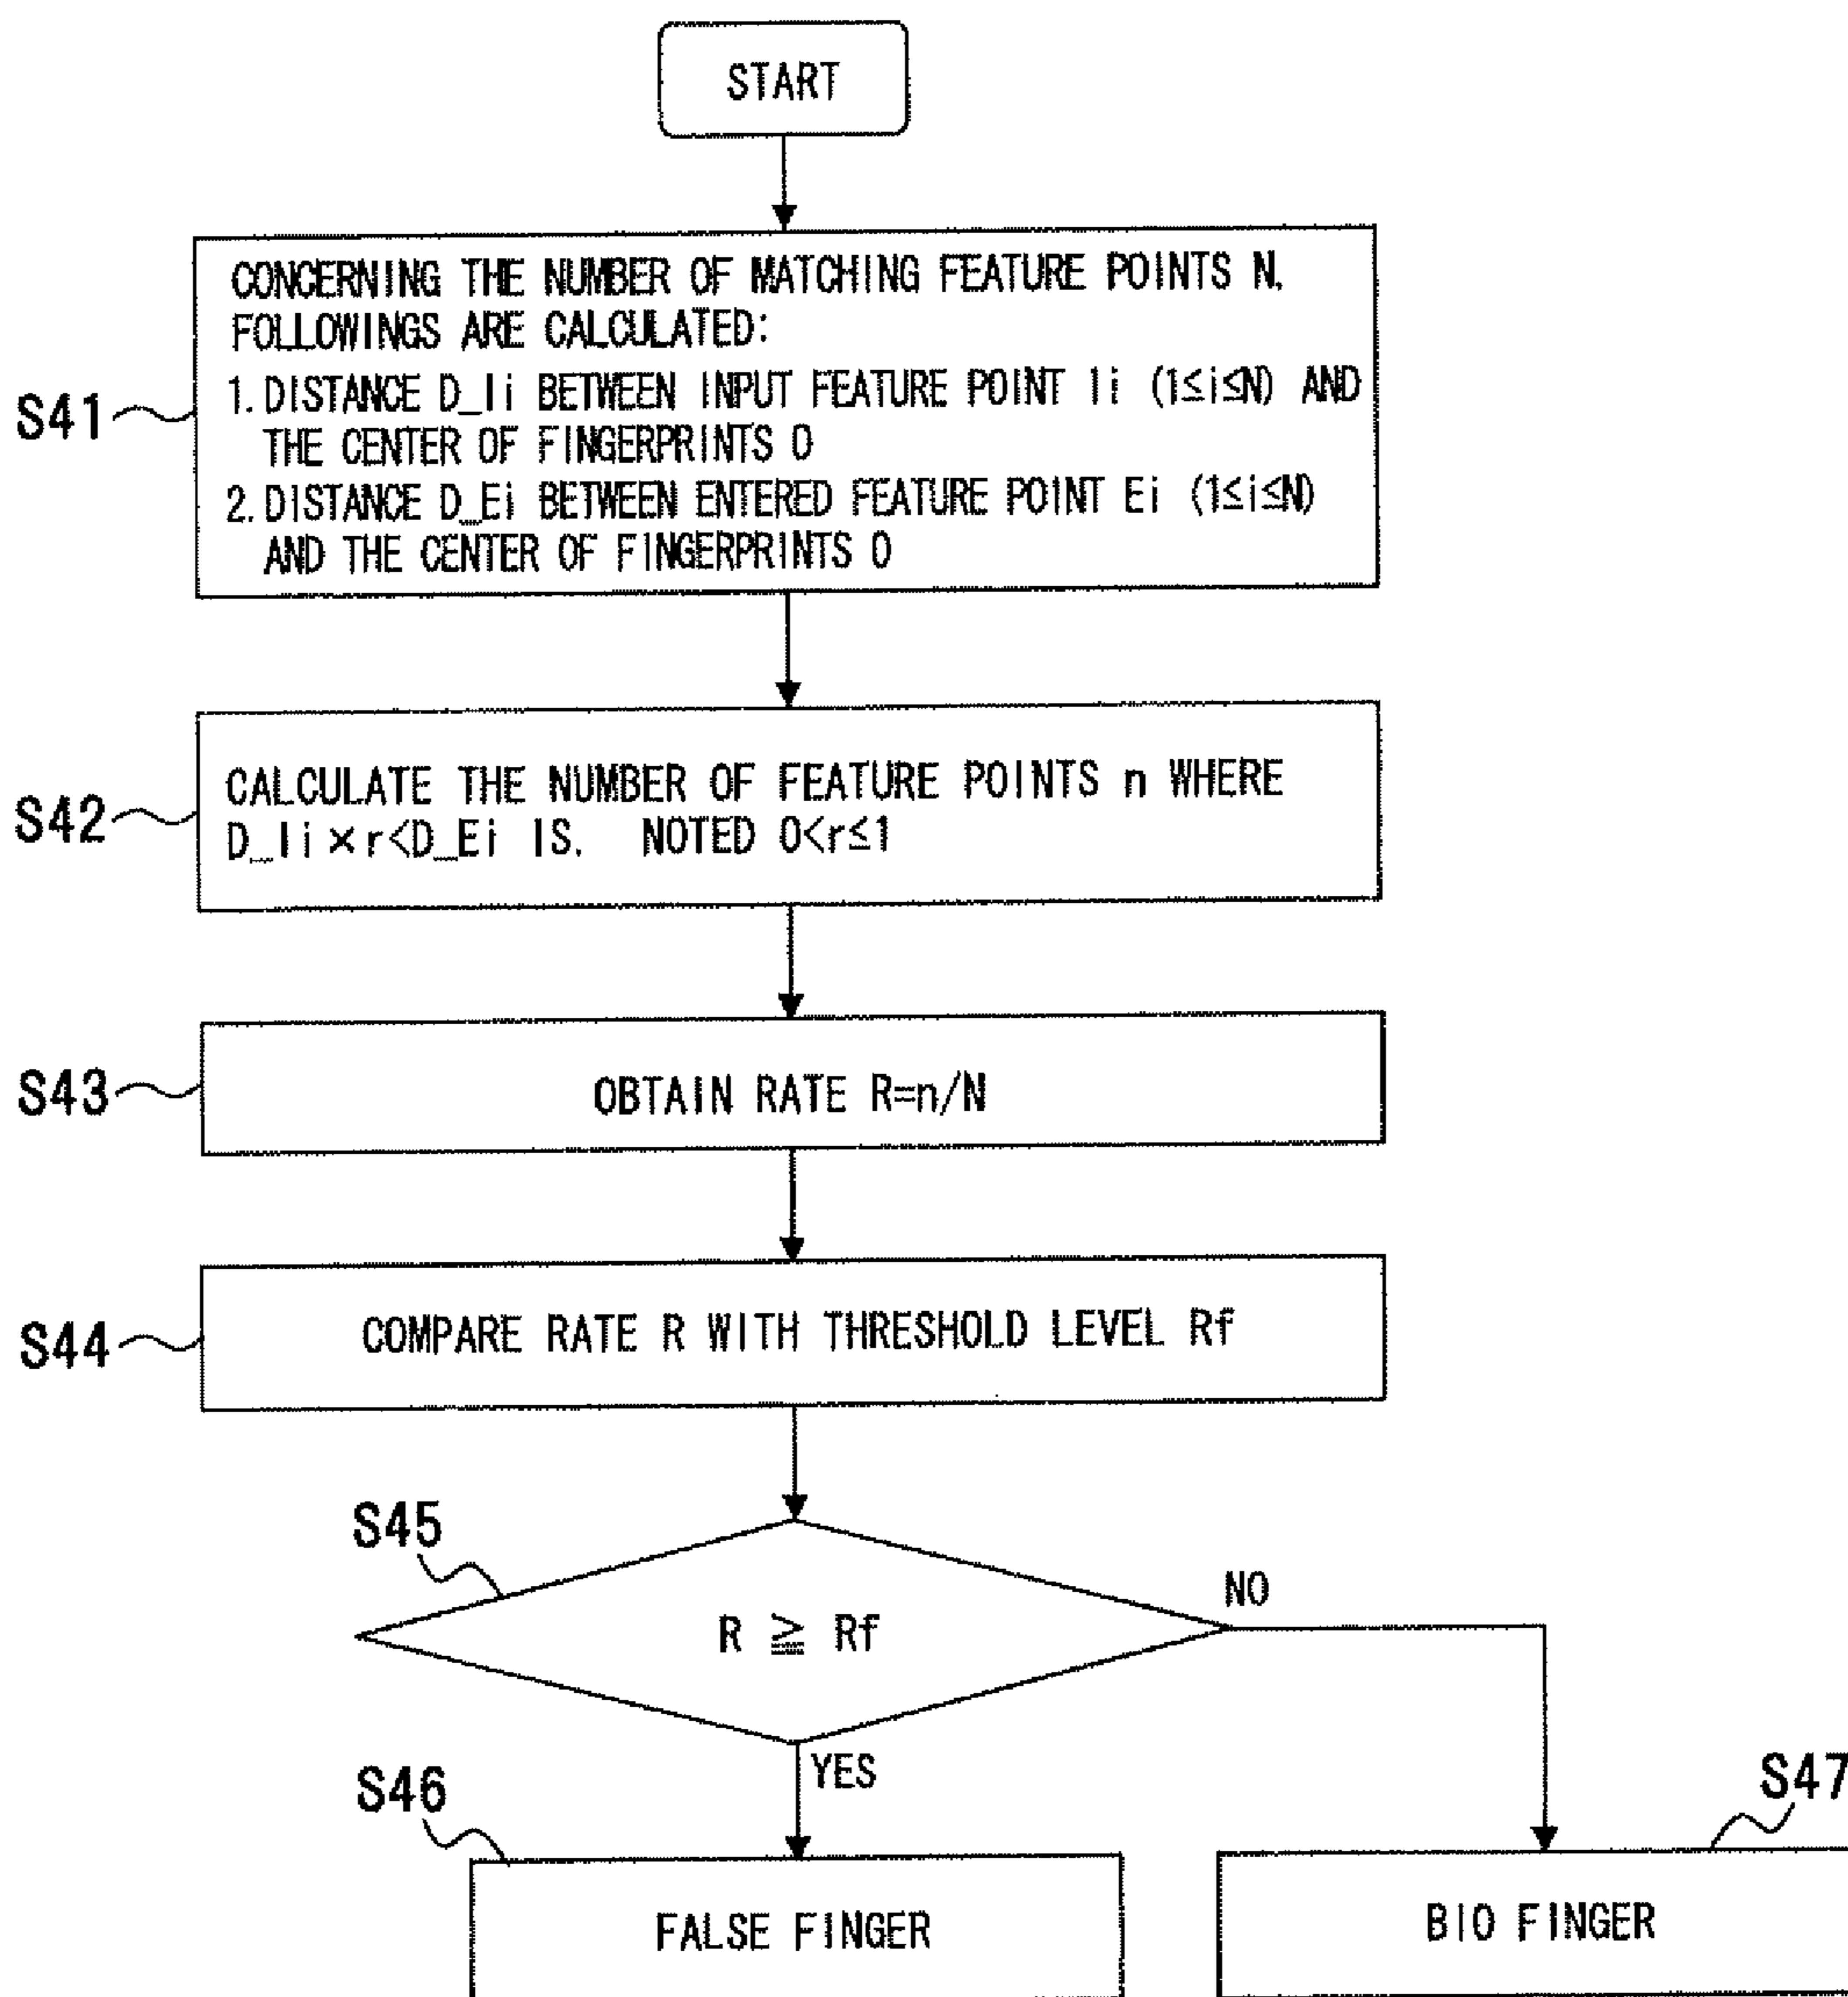 START
S41
CONCERNING THE NUMBER OF MATCHING FEATURE POINTS N,
FOLLOWINGS ARE CALCULATED:
1. DISTANCE D_Ii BETWEEN INPUT FEATURE POINT Ii (1≤i≤N) AND
THE CENTER OF FINGERPRINTS O
2. DISTANCE D_Ei BETWEEN ENTERED FEATURE POINT Ei (1≤i≤N)
AND THE CENTER OF FINGERPRINTS O
S42
CALCULATE THE NUMBER OF FEATURE POINTS n WHERE
D_Ii×r<D_Ei IS. NOTED 0<r≤1
S43
OBTAIN RATE R=n/N
S44
COMPARE RATE R WITH THRESHOLD LEVEL Rf
S45
R ≧ Rf
NO
YES
S46
FALSE FINGER
S47
BIO FINGER